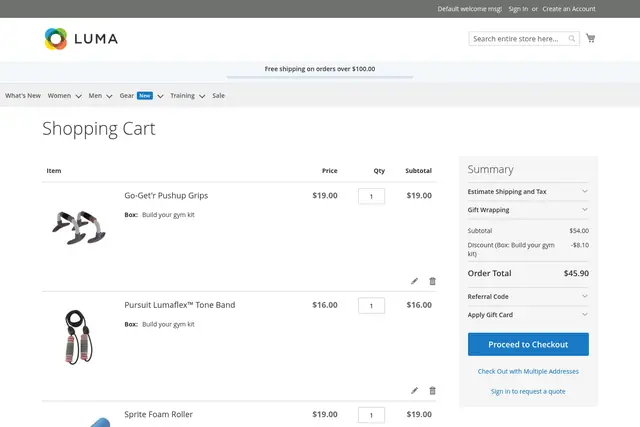 Default welcome msg! Sign In or Create an Account
LUMA
Search entire store here...
Free shipping on orders over $100.00
What's New Women Men Gear New Training Sale
Shopping Cart
Item Price Qty Subtotal
Go-Get'r Pushup Grips $19.00 1 $19.00
Box: Build your gym kit
Pursuit Lumaflex™ Tone Band $16.00 1 $16.00
Box: Build your gym kit
Sprite Foam Roller $19.00 1 $19.00
Summary
Estimate Shipping and Tax
Gift Wrapping
Subtotal $54.00
Discount (Box: Build your gym -$8.10
kit)
Order Total $45.90
Referral Code
Apply Gift Card
Proceed to Checkout
Check Out with Multiple Addresses
Sign in to request a quote